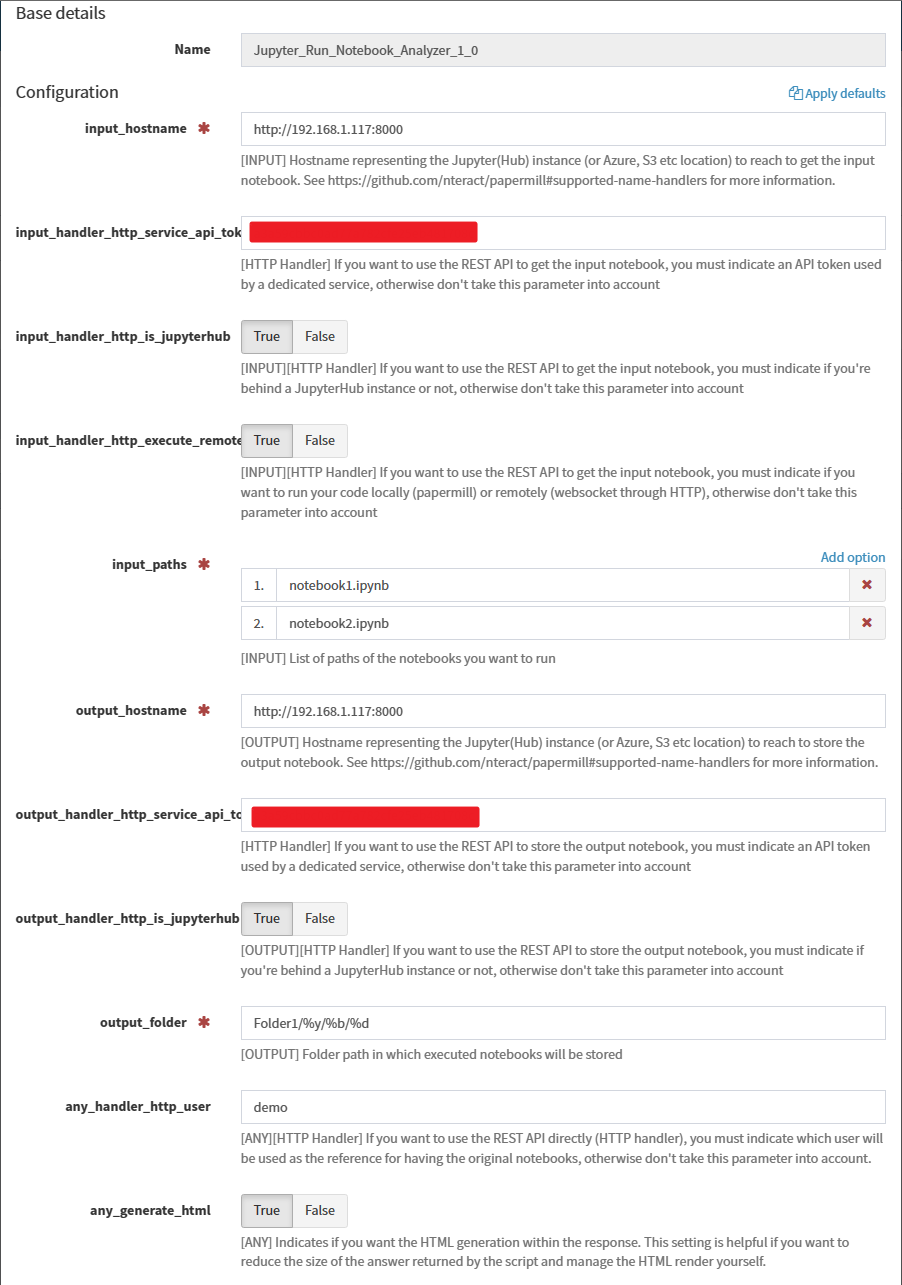 Base details
Name
Jupyter_Run_Notebook_Analyzer_1_0
Configuration
Apply defaults
input_hostname ✱
http://192.168.1.117:8000
[INPUT] Hostname representing the Jupyter(Hub) instance (or Azure, S3 etc location) to reach to get the input
notebook. See https://github.com/nteract/papermill#supported-name-handlers for more information.
input_handler_http_service_api_tok
[HTTP Handler] If you want to use the REST API to get the input notebook, you must indicate an API token used
by a dedicated service, otherwise don't take this parameter into account
input_handler_http_is_jupyterhub
True False
[INPUT][HTTP Handler] If you want to use the REST API to get the input notebook, you must indicate if you're
behind a JupyterHub instance or not, otherwise don't take this parameter into account
input_handler_http_execute_remote
True False
[INPUT][HTTP Handler] If you want to use the REST API to get the input notebook, you must indicate if you
want to run your code locally (papermill) or remotely (websocket through HTTP), otherwise don't take this
parameter into account
input_paths ✱
Add option
1. notebook1.ipynb
2. notebook2.ipynb
[INPUT] List of paths of the notebooks you want to run
output_hostname ✱
http://192.168.1.117:8000
[OUTPUT] Hostname representing the Jupyter(Hub) instance (or Azure, S3 etc location) to reach to store the
output notebook. See https://github.com/nteract/papermill#supported-name-handlers for more information.
output_handler_http_service_api_to
[HTTP Handler] If you want to use the REST API to store the output notebook, you must indicate an API token
used by a dedicated service, otherwise don't take this parameter into account
output_handler_http_is_jupyterhub
True False
[OUTPUT][HTTP Handler] If you want to use the REST API to store the output notebook, you must indicate if
you're behind a JupyterHub instance or not, otherwise don't take this parameter into account
output_folder ✱
Folder1/%y/%b/%d
[OUTPUT] Folder path in which executed notebooks will be stored
any_handler_http_user
demo
[ANY][HTTP Handler] If you want to use the REST API directly (HTTP handler), you must indicate which user will
be used as the reference for having the original notebooks, otherwise don't take this parameter into account.
any_generate_html
True False
[ANY] Indicates if you want the HTML generation within the response. This setting is helpful if you want to
reduce the size of the answer returned by the script and manage the HTML render yourself.